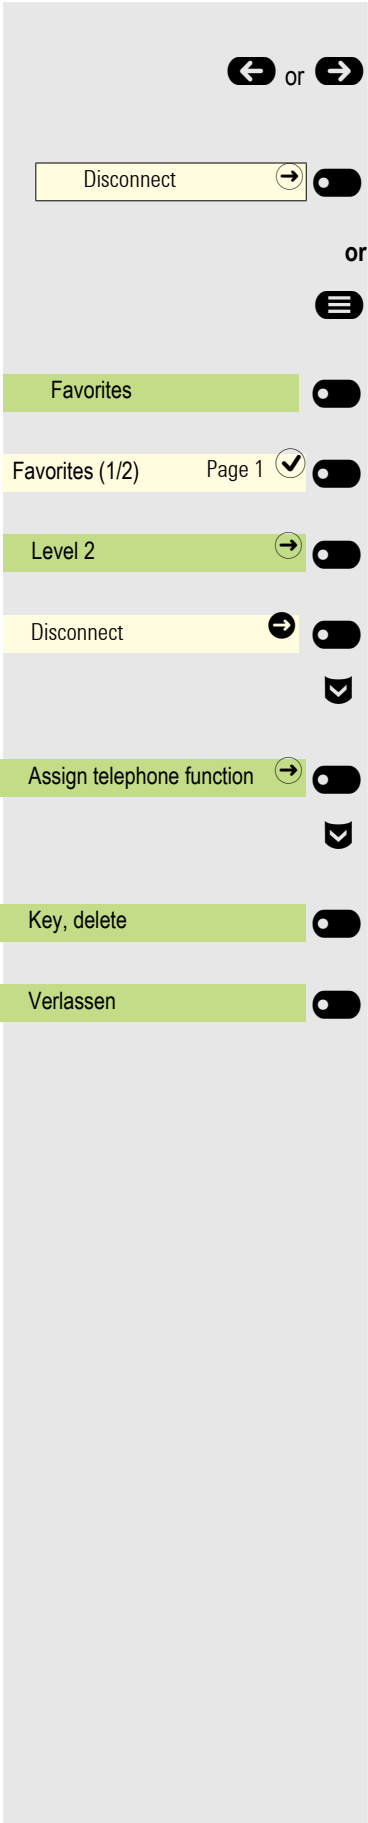 or
Disconnect
or
Favorites
Favorites (1/2) Page 1
Level 2
Disconnect
Assign telephone function
Key, delete
Verlassen